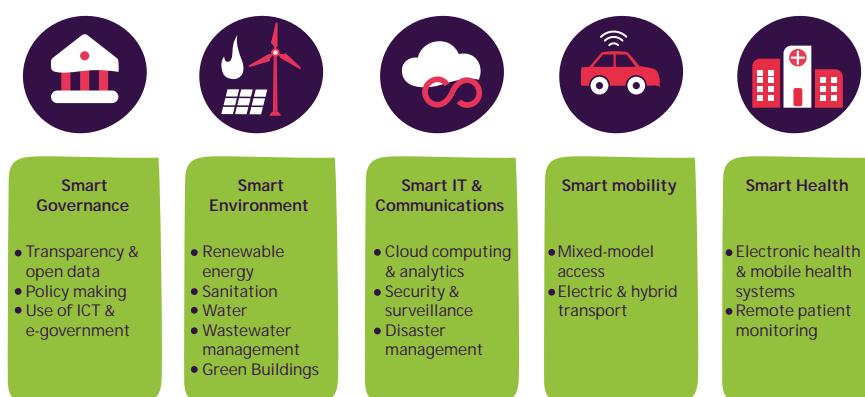 Smart
Governance
• Transparency &
open data
• Policy making
• Use of ICT &
e-government
Smart
Environment
• Renewable
energy
• Sanitation
• Water
• Wastewater
management
• Green Buildings
Smart IT &
Communications
• Cloud computing
& analytics
• Security &
surveillance
• Disaster
management
Smart mobility
• Mixed-model
access
• Electric & hybrid
transport
Smart Health
• Electronic health
& mobile health
systems
• Remote patient
monitoring